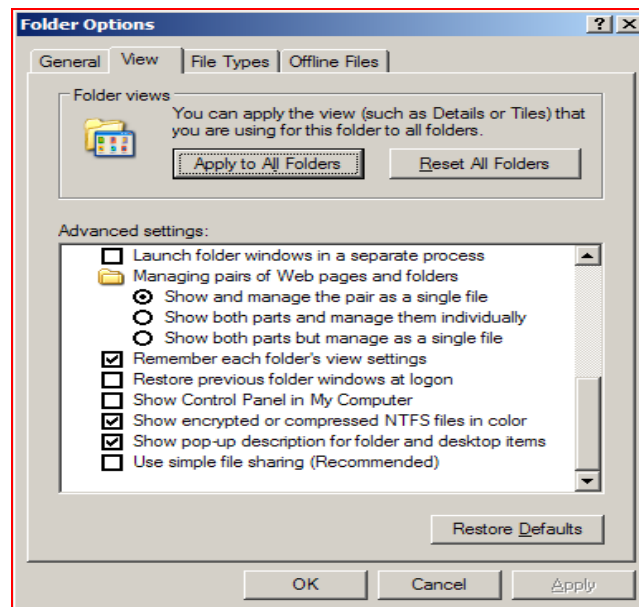 Folder Options
General View File Types Offline Files
Folder views
You can apply the view (such as Details or Tiles) that
you are using for this folder to all folders.
Apply to All Folders Reset All Folders
Advanced settings:
Launch folder windows in a separate process
Managing pairs of Web pages and folders
Show and manage the pair as a single file
Show both parts and manage them individually
Show both parts but manage as a single file
Remember each folder's view settings
Restore previous folder windows at logon
Show Control Panel in My Computer
Show encrypted or compressed NTFS files in color
Show pop-up description for folder and desktop items
Use simple file sharing (Recommended)
Restore Defaults
OK Cancel Apply